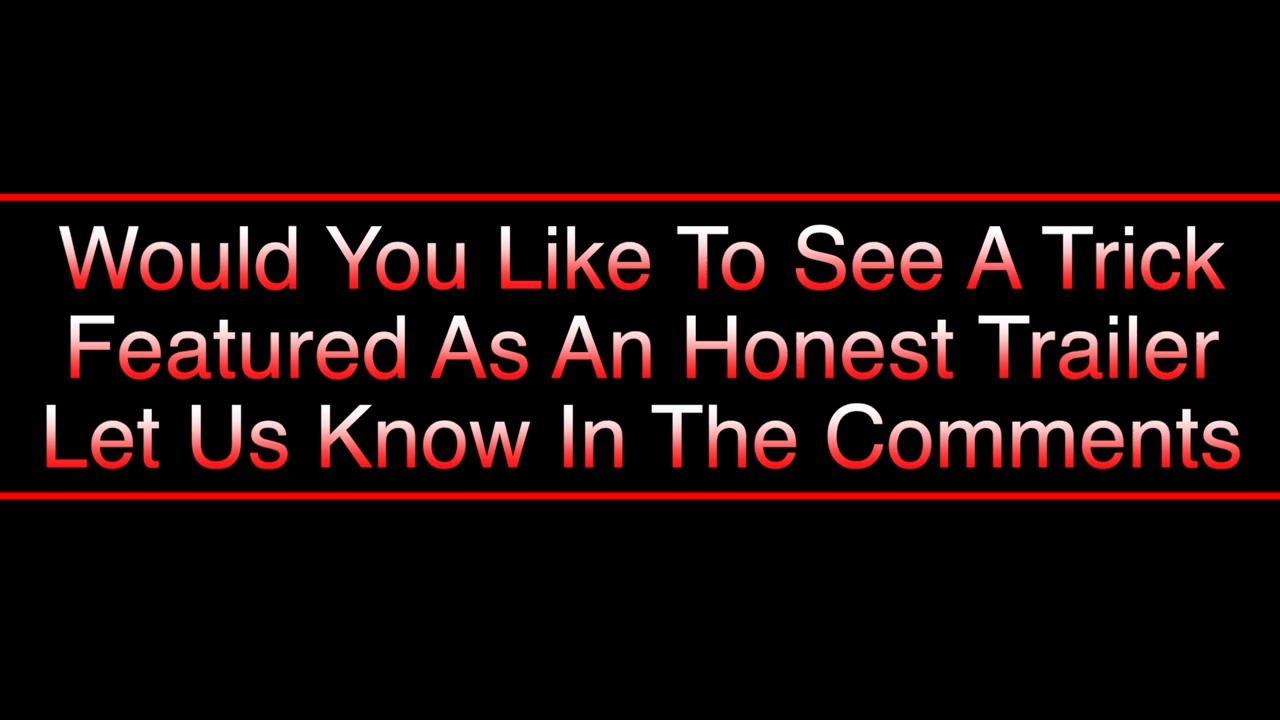 Would You Like To See A Trick
Featured As An Honest Trailer
Let Us Know In The Comments